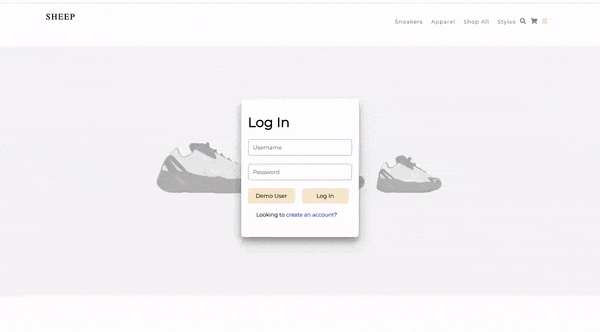 SHEEP
Sneakers Apparel Shop All Styles
Log In
Username
Password
Demo User Log In
Looking to create an account?